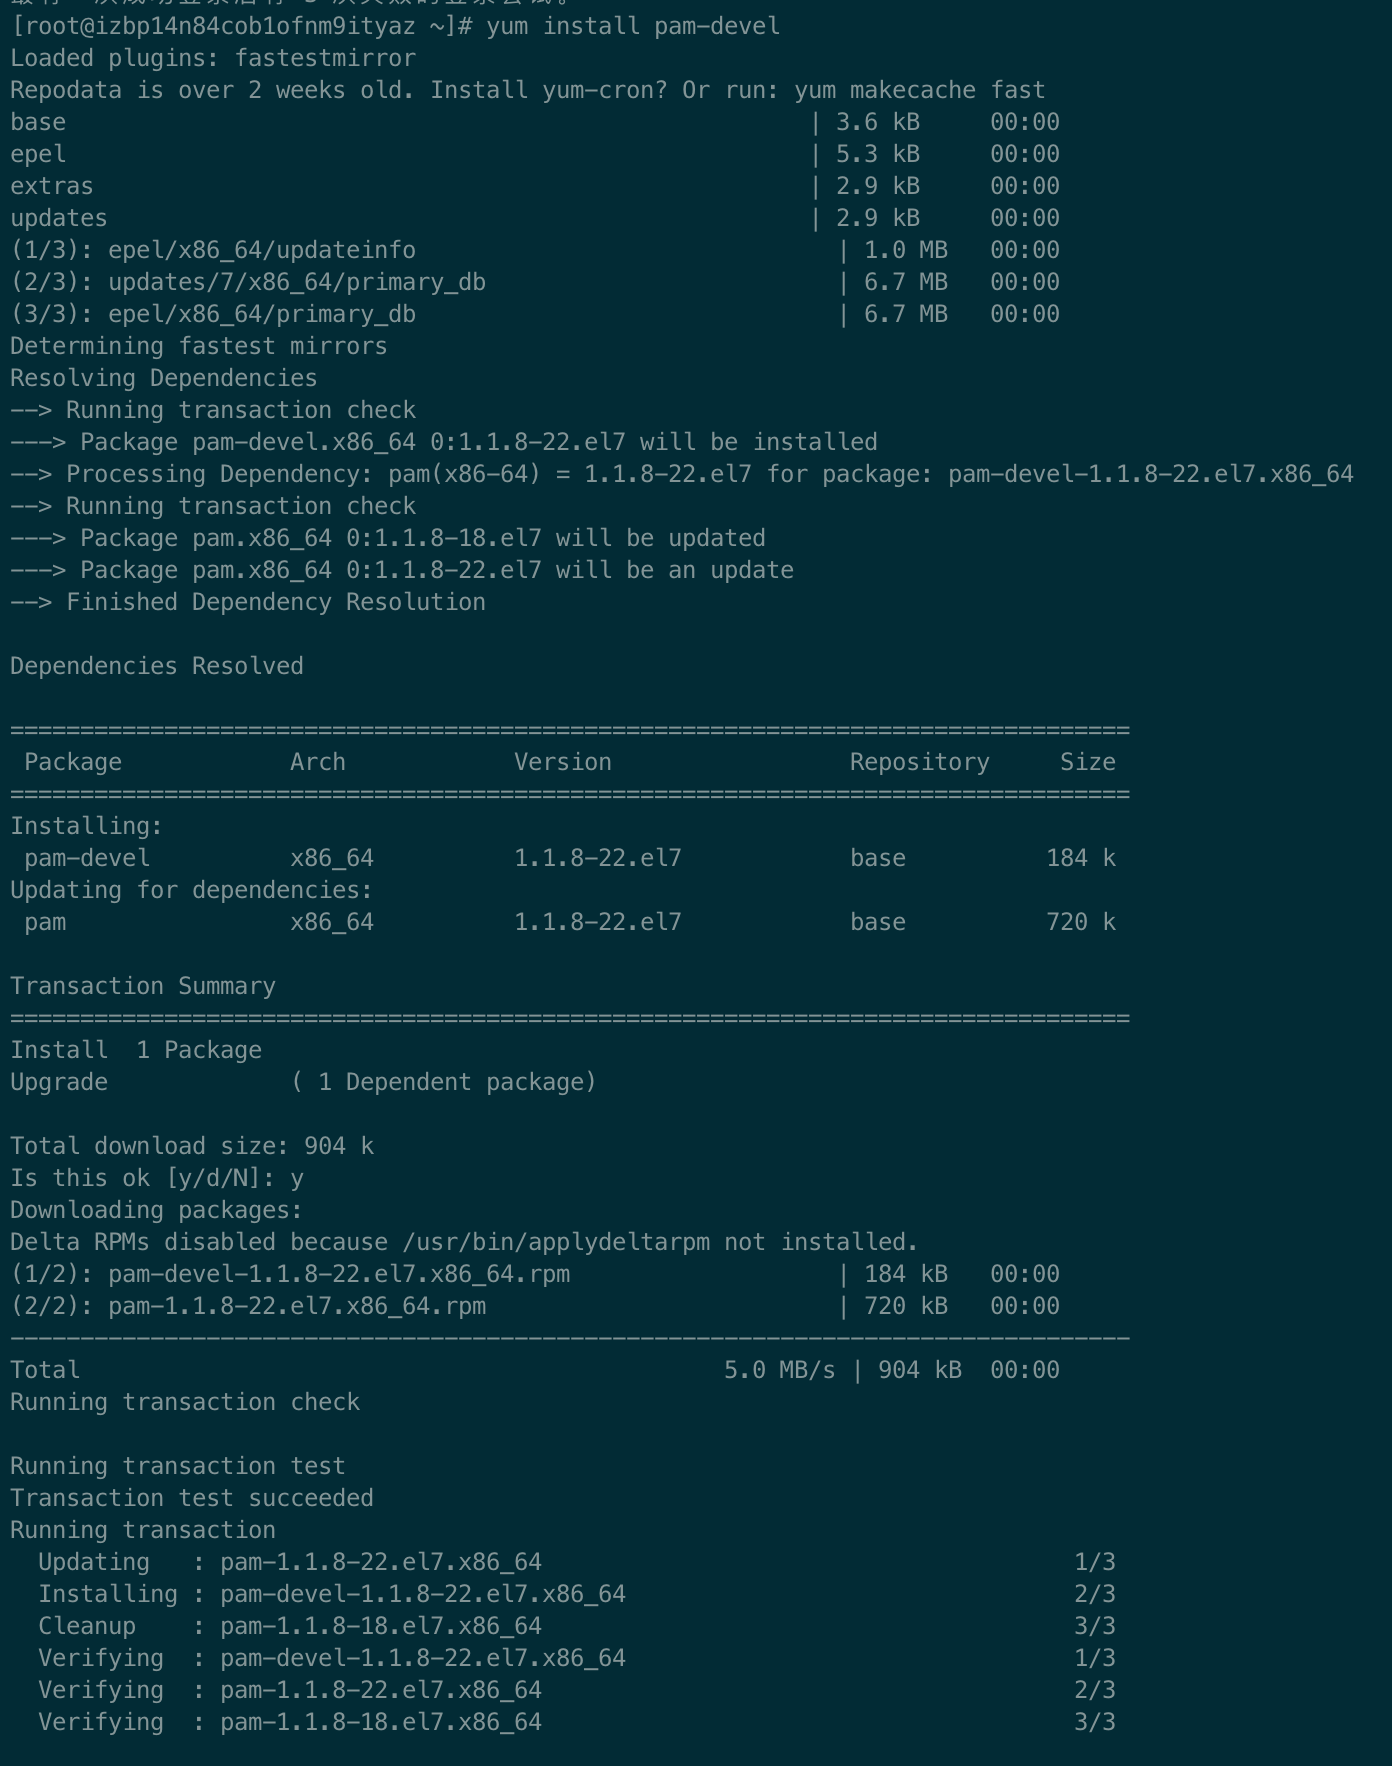 [root@izbp14n84cob1ofnm9ityaz ~]# yum install pam-devel
Loaded plugins: fastestmirror
Repodata is over 2 weeks old. Install yum-cron? Or run: yum makecache fast
base | 3.6 kB 00:00
epel | 5.3 kB 00:00
extras | 2.9 kB 00:00
updates | 2.9 kB 00:00
(1/3): epel/x86_64/updateinfo | 1.0 MB 00:00
(2/3): updates/7/x86_64/primary_db | 6.7 MB 00:00
(3/3): epel/x86_64/primary_db | 6.7 MB 00:00
Determining fastest mirrors
Resolving Dependencies
--> Running transaction check
---> Package pam-devel.x86_64 0:1.1.8-22.el7 will be installed
--> Processing Dependency: pam(x86-64) = 1.1.8-22.el7 for package: pam-devel-1.1.8-22.el7.x86_64
--> Running transaction check
---> Package pam.x86_64 0:1.1.8-18.el7 will be updated
---> Package pam.x86_64 0:1.1.8-22.el7 will be an update
--> Finished Dependency Resolution
Dependencies Resolved
================================================================================
Package Arch Version Repository Size
================================================================================
Installing:
pam-devel x86_64 1.1.8-22.el7 base 184 k
Updating for dependencies:
pam x86_64 1.1.8-22.el7 base 720 k
Transaction Summary
================================================================================
Install 1 Package
Upgrade ( 1 Dependent package)
Total download size: 904 k
Is this ok [y/d/N]: y
Downloading packages:
Delta RPMs disabled because /usr/bin/applydeltarpm not installed.
(1/2): pam-devel-1.1.8-22.el7.x86_64.rpm | 184 kB 00:00
(2/2): pam-1.1.8-22.el7.x86_64.rpm | 720 kB 00:00
--------------------------------------------------------------------------------
Total 5.0 MB/s | 904 kB 00:00
Running transaction check
Running transaction test
Transaction test succeeded
Running transaction
Updating : pam-1.1.8-22.el7.x86_64 1/3
Installing : pam-devel-1.1.8-22.el7.x86_64 2/3
Cleanup : pam-1.1.8-18.el7.x86_64 3/3
Verifying : pam-devel-1.1.8-22.el7.x86_64 1/3
Verifying : pam-1.1.8-22.el7.x86_64 2/3
Verifying : pam-1.1.8-18.el7.x86_64 3/3